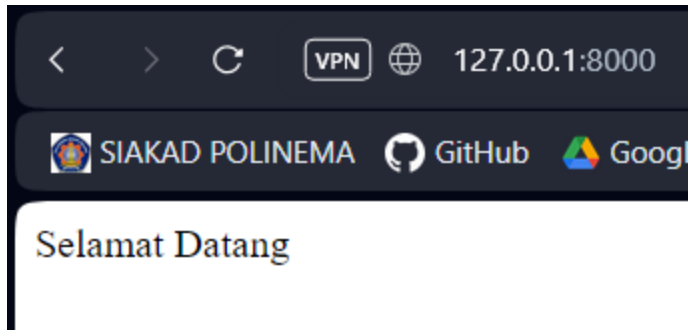 VPN 127.0.0.1:8000
SIAKAD POLINEMA GitHub Googl
Selamat Datang